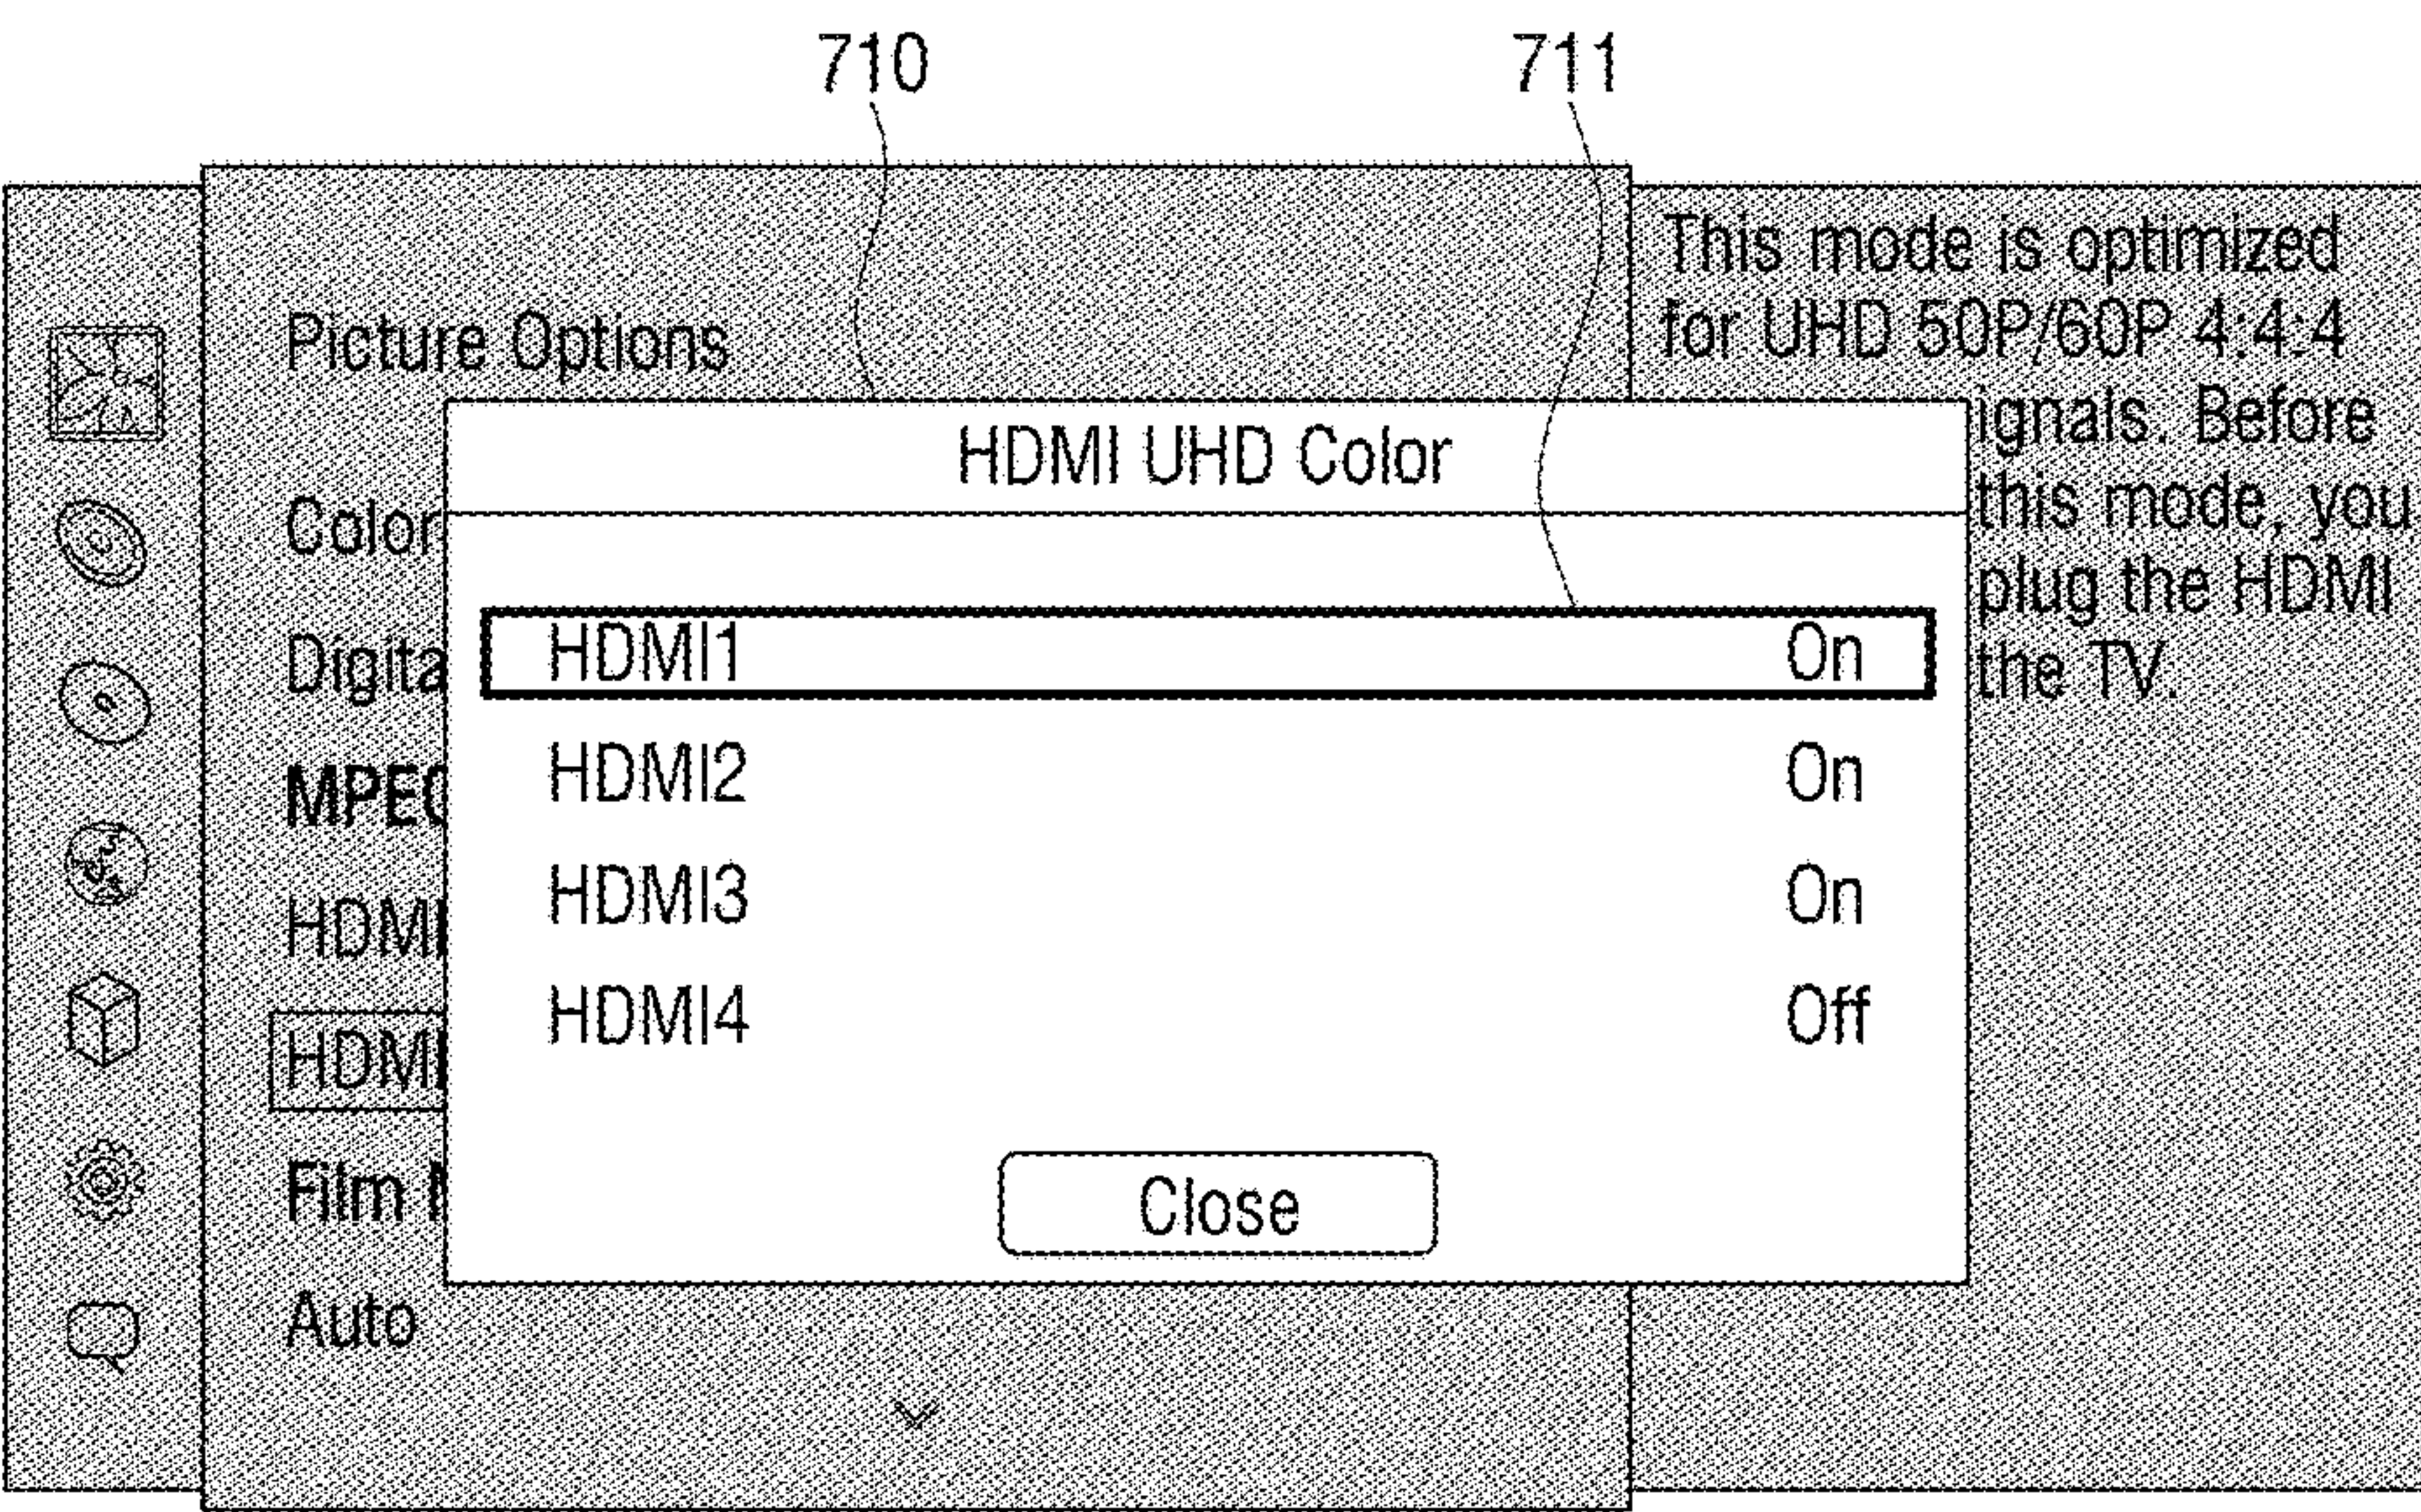 710 711
Picture Options
Color
Digita
MPEG
HDMI
HDMI
Film
Auto
This mode is optimized
for UHD 50P/60P 4:4:4
ignals. Before
this mode, you
plug the HDMI
the TV.
HDMI UHD Color
HDMI1 On
HDMI2 On
HDMI3 On
HDMI4 Off
Close